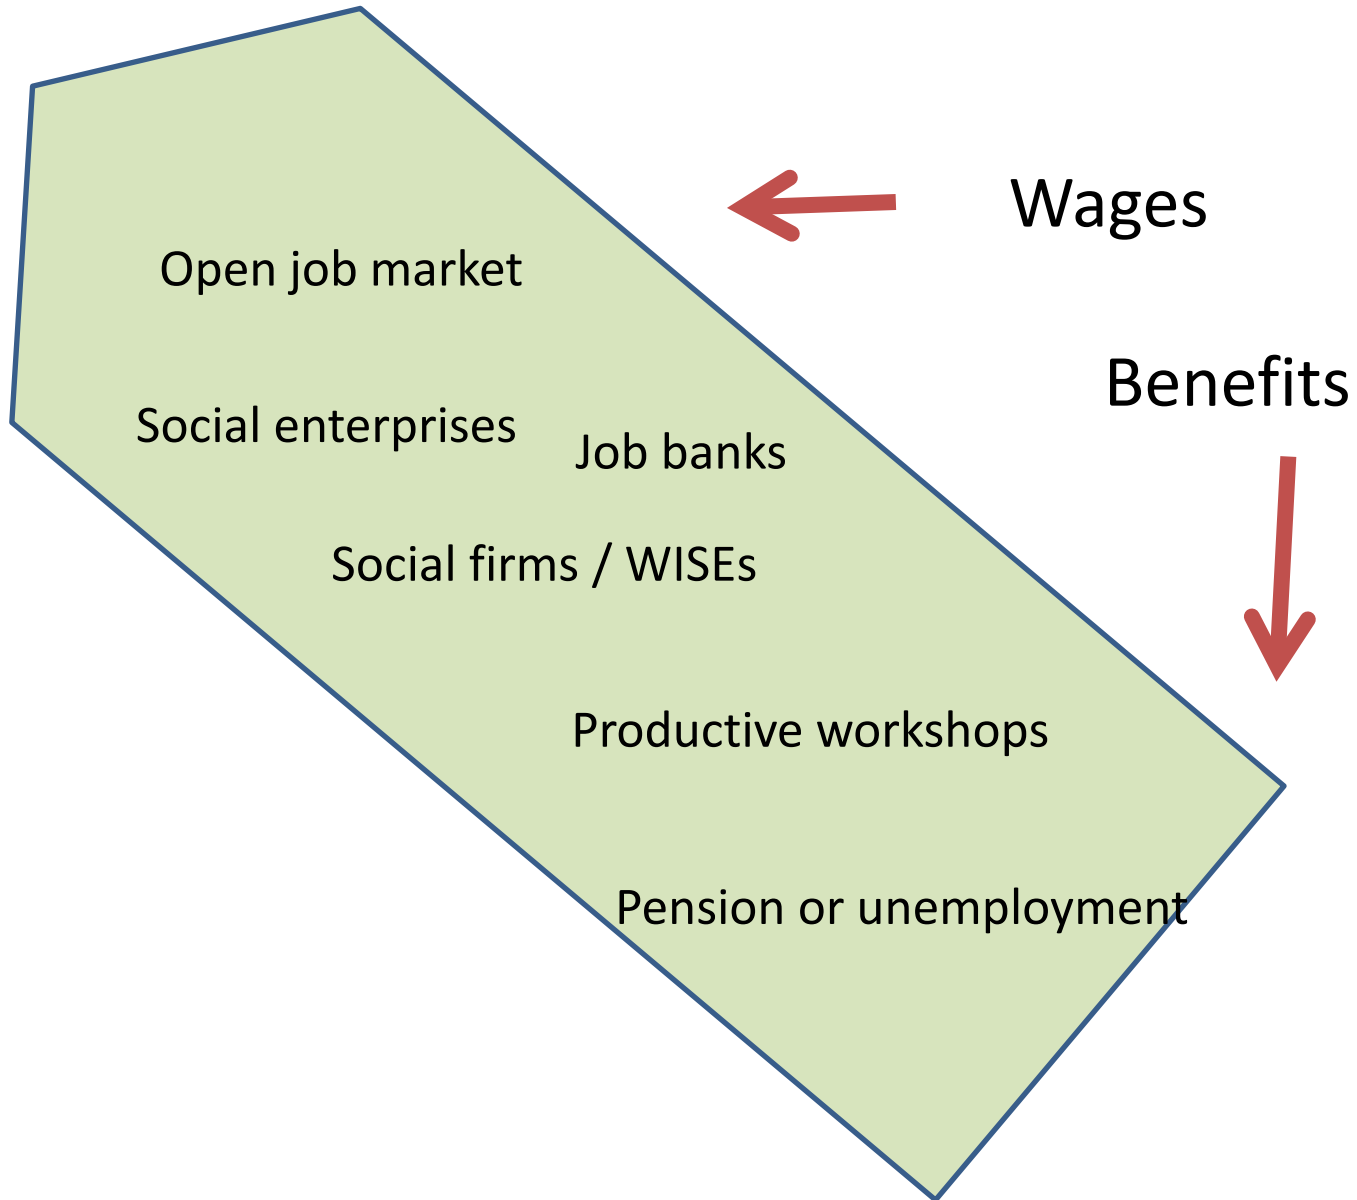 Wages
Open job market
Benefits
Social enterprises
Job banks
Social firms / WISEs
Productive workshops
Pension or unemployment